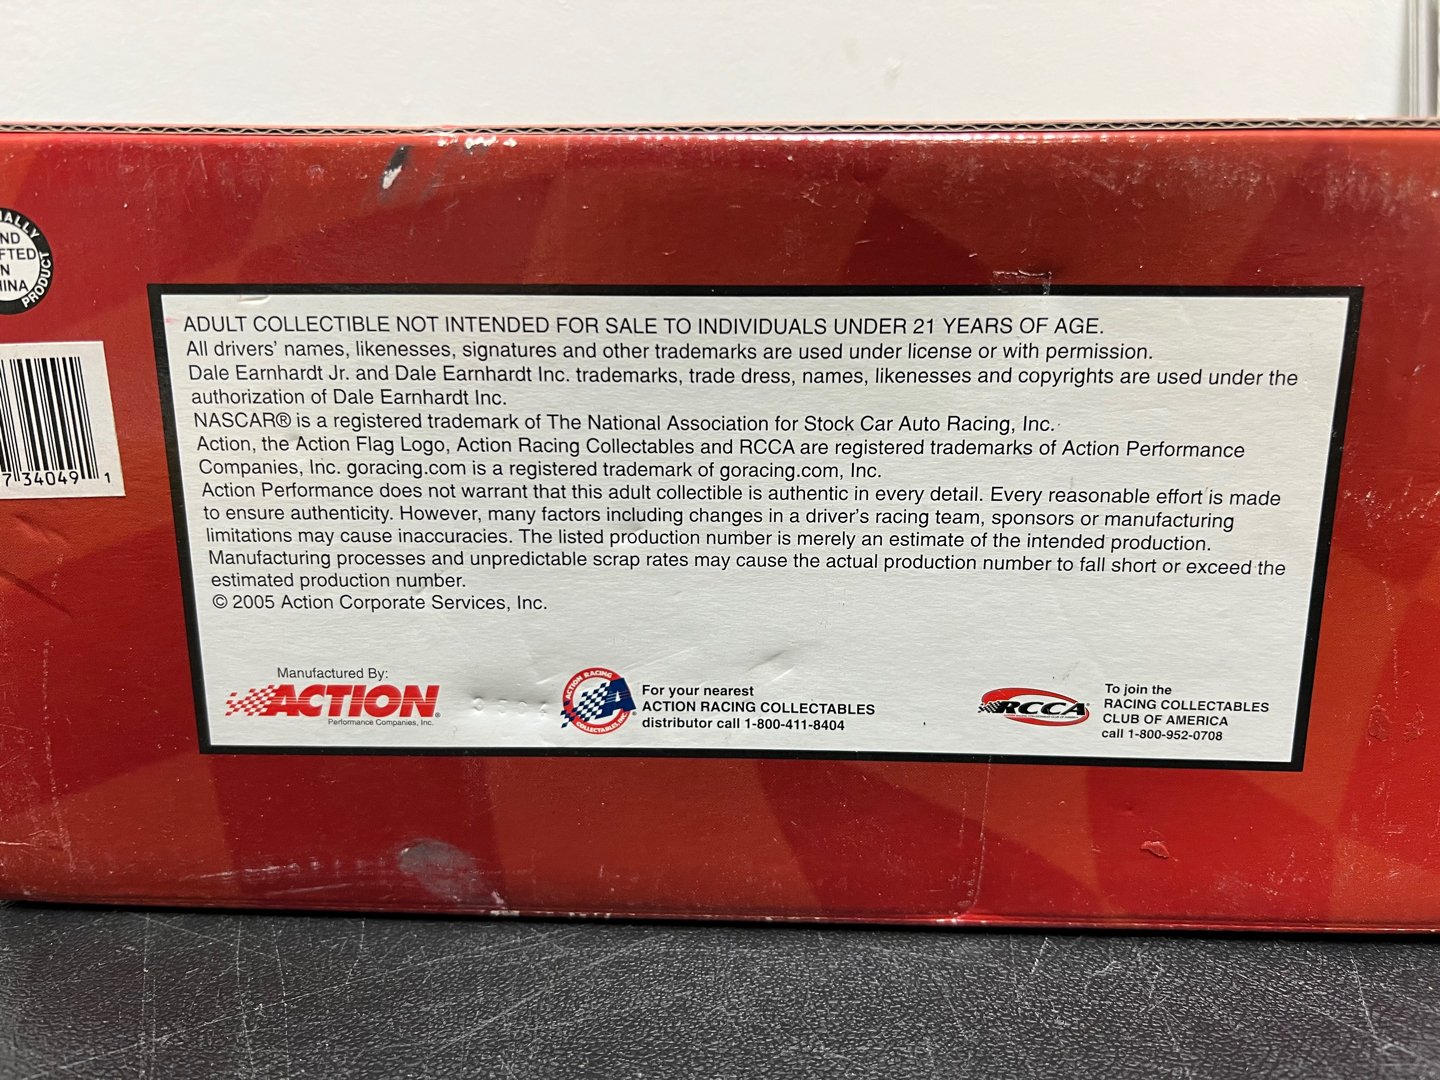 ALLY
ND
FTED
N
INA
PRODUCT
7 34049 1
ADULT COLLECTIBLE NOT INTENDED FOR SALE TO INDIVIDUALS UNDER 21 YEARS OF AGE.
All drivers' names, likenesses, signatures and other trademarks are used under license or with permission.
Dale Earnhardt Jr. and Dale Earnhardt Inc. trademarks, trade dress, names, likenesses and copyrights are used under the
authorization of Dale Earnhardt Inc.
NASCAR® is a registered trademark of The National Association for Stock Car Auto Racing, Inc.
Action, the Action Flag Logo, Action Racing Collectables and RCCA are registered trademarks of Action Performance
Companies, Inc. goracing.com is a registered trademark of goracing.com, Inc.
Action Performance does not warrant that this adult collectible is authentic in every detail. Every reasonable effort is made
to ensure authenticity. However, many factors including changes in a driver's racing team, sponsors or manufacturing
limitations may cause inaccuracies. The listed production number is merely an estimate of the intended production.
Manufacturing processes and unpredictable scrap rates may cause the actual production number to fall short or exceed the
estimated production number.
© 2005 Action Corporate Services, Inc.
Manufactured By:
ACTION®
Performance Companies, Inc.
ACTION RACING
A
COLLECTABLES, INC.
For your nearest
ACTION RACING COLLECTABLES
distributor call 1-800-411-8404
RCCA
To join the
RACING COLLECTABLES
CLUB OF AMERICA
call 1-800-952-0708